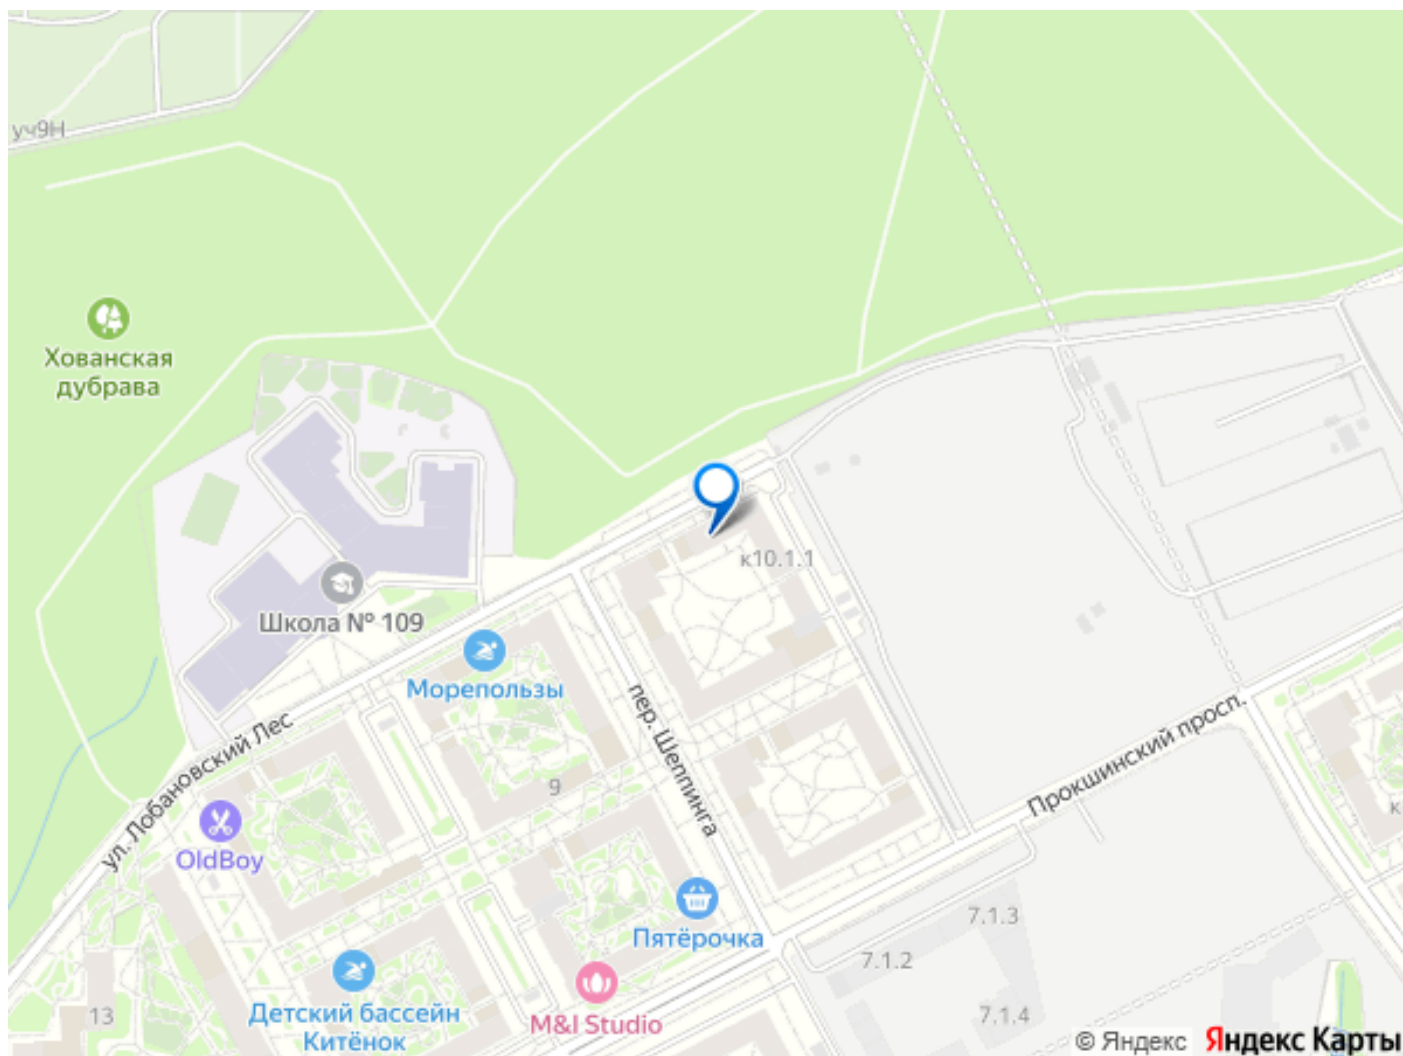 уч9Н
Хованская
дубрава
к10.1.1
Школа № 109
Морепользы
пер. Шеппинга
Прокшинский просп.
ул. Лобановский Лес
9
к
OldBoy
Пятёрочка
7.1.3
7.1.2
13
Детский бассейн
Китёнок
M&I Studio
7.1.4
© Яндекс Яндекс Карты